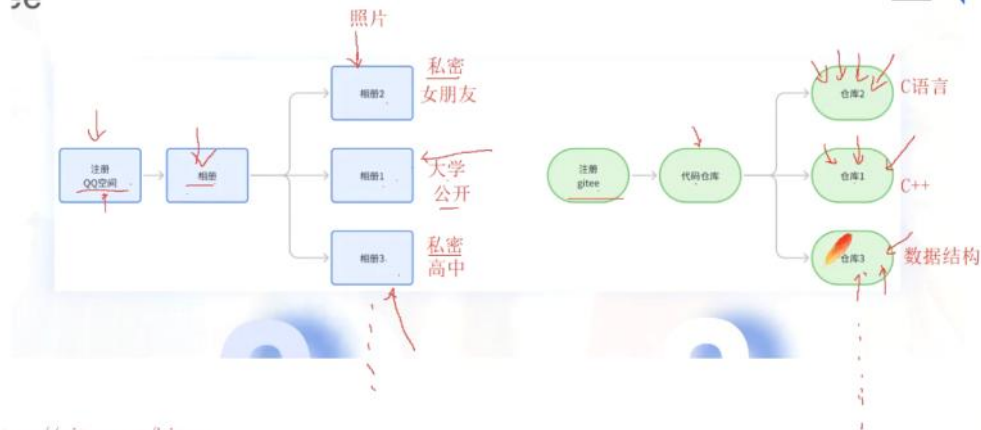 照片
相册2
私密
女朋友
注册
QQ空间
相册
相册1
大学
公开
相册3
私密
高中
注册
gitee
代码仓库
仓库2
C语言
仓库1
C++
仓库3
数据结构